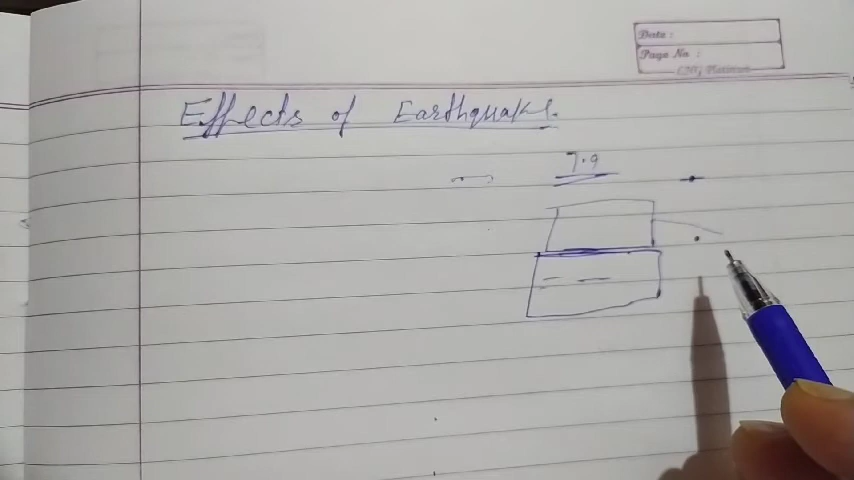 Date :
Page No :
Effects of Earthquake.
7.9